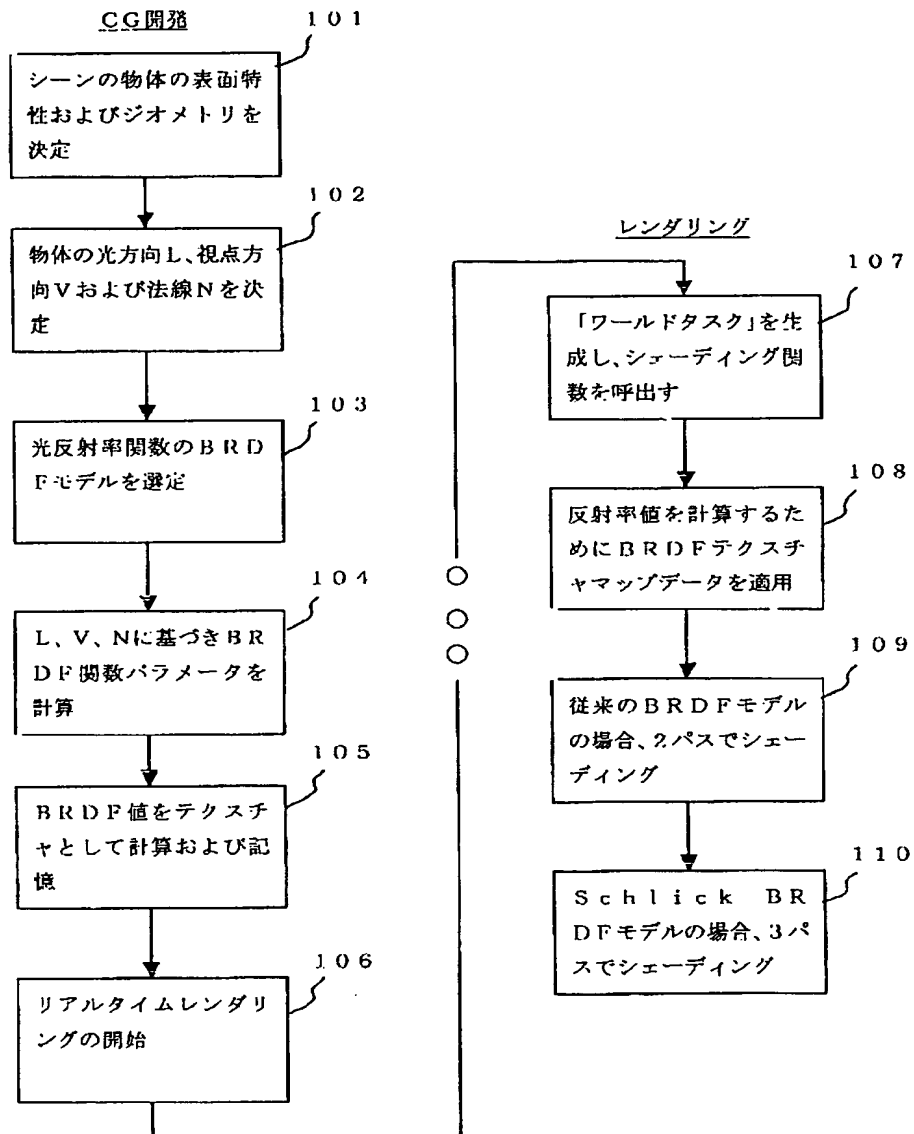 CG開発
101
シーンの物体の表面特
性およびジオメトリを
決定
102
物体の光方向L、視点方
向Vおよび法線Nを決
定
103
光反射率関数のBRD
Fモデルを選定
104
L、V、Nに基づきBR
DF関数パラメータを
計算
105
BRDF値をテクスチ
ャとして計算および記
憶
106
リアルタイムレンダリ
ングの開始
レンダリング
107
「ワールドタスク」を生
成し、シェーディング関
数を呼出す
108
反射率値を計算するた
めにBRDFテクスチ
ャマップデータを適用
109
従来のBRDFモデル
の場合、2パスでシェー
ディング
110
Schlick BR
DFモデルの場合、3パ
スでシェーディング